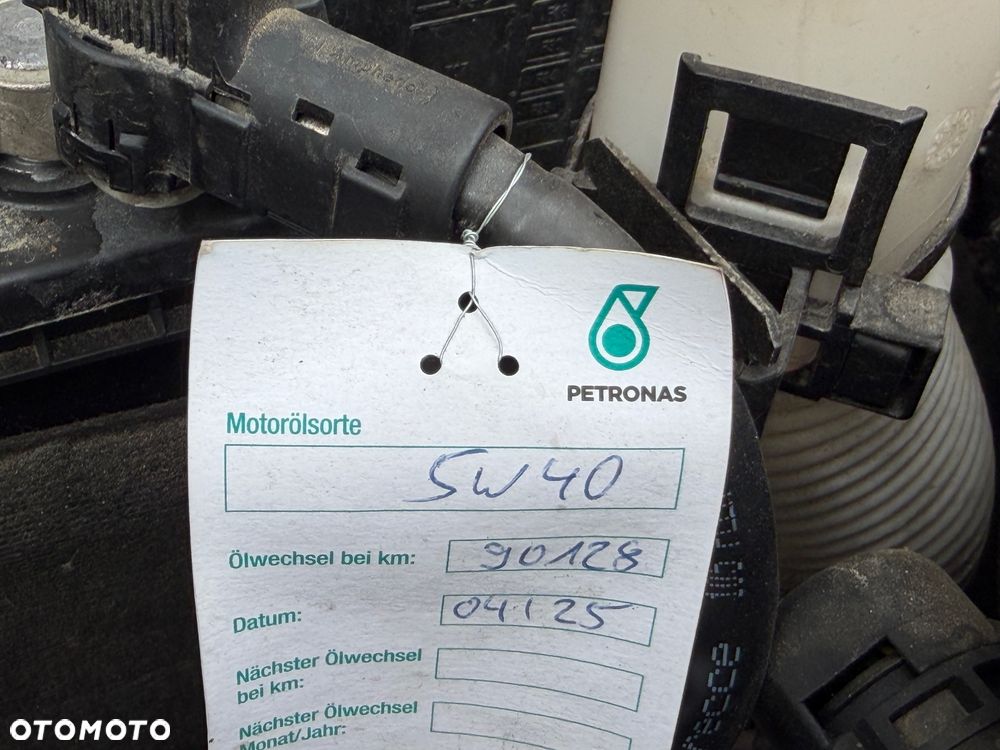 PETRONAS
Motorölsorte
5W40
Ölwechsel bei km:
90128
Datum:
04/25
Nächster Ölwechsel
bei km:
Nächster Ölwechsel
Monat/Jahr:
OTOMOTO